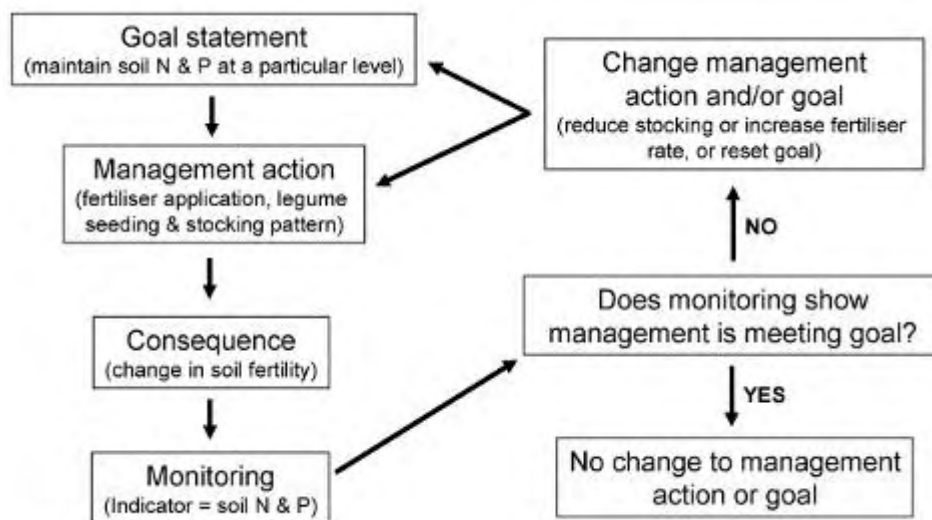 Goal statement
(maintain soil N & P at a particular level)
Management action
(fertiliser application, legume
seeding & stocking pattern)
Consequence
(change in soil fertility)
Monitoring
(Indicator = soil N & P)
Change management
action and/or goal
(reduce stocking or increase fertiliser
rate, or reset goal)
NO
Does monitoring show
management is meeting goal?
YES
No change to management
action or goal